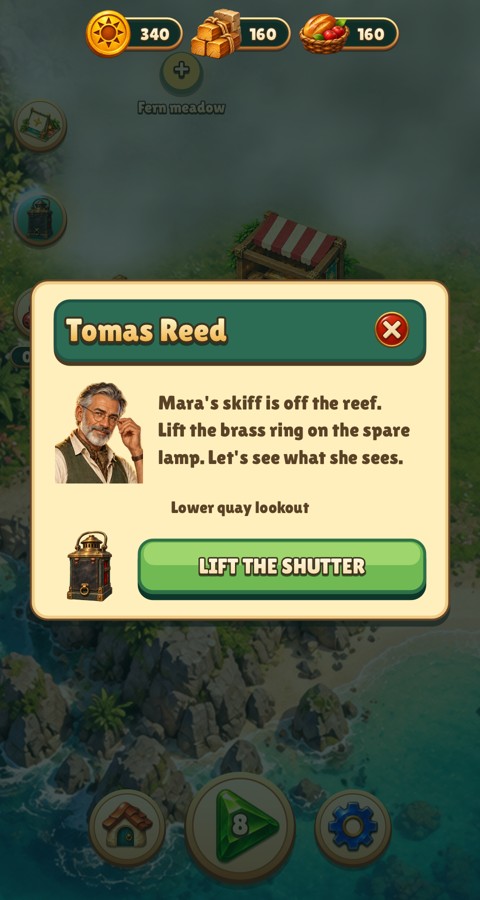 340
160
160
Fern meadow
Tomas Reed
Mara's skiff is off the reef.
Lift the brass ring on the spare
lamp. Let's see what she sees.
Lower quay lookout
LIFT THE SHUTTER
8